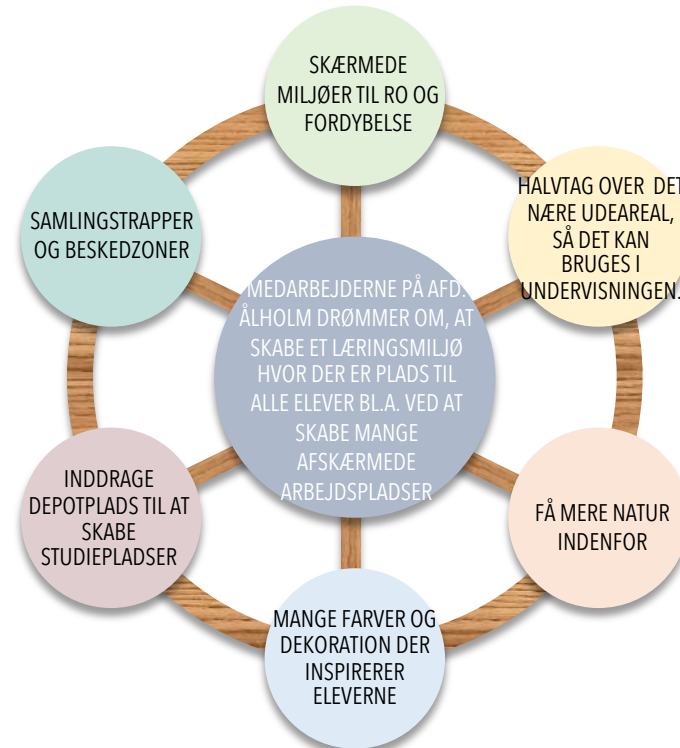 SKÆRMEDE
MILJØER TIL RO OG
FORDYBELSE
HALVTAG OVER DET
NÆRE UDEAREAL,
SÅ DET KAN
BRUGES I
UNDERVISNINGEN.
FÅ MERE NATUR
INDENFOR
MANGE FARVER OG
DEKORATION DER
INSPIRERER
ELEVERNE
INDDRAGE
DEPOTPLADS TIL AT
SKABE
STUDIEPLADSER
SAMLINGSTRAPPER
OG BESKEDZONER
MEDARBEJDERNE PÅ AFD.
ÅLHOLM DRØMMER OM, AT
SKABE ET LÆRINGSMILJØ
HVOR DER ER PLADS TIL
ALLE ELEVER BL.A. VED AT
SKABE MANGE
AFSKÆRMEDE
ARBEJDSPLADSER